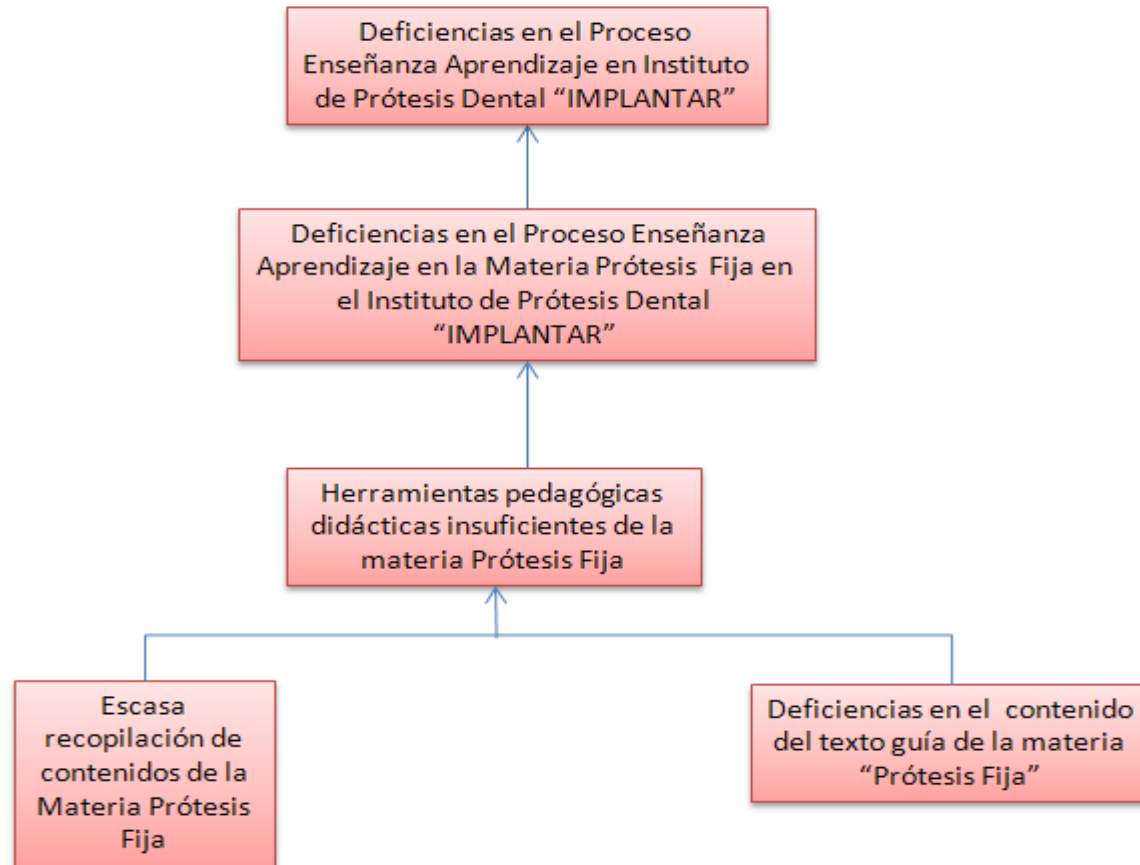 Deficiencias en el Proceso
Enseñanza Aprendizaje en Instituto
de Prótesis Dental “IMPLANTAR”
Deficiencias en el Proceso Enseñanza
Aprendizaje en la Materia Prótesis Fija en
el Instituto de Prótesis Dental
“IMPLANTAR”
Herramientas pedagógicas
didácticas insuficientes de la
materia Prótesis Fija
Escasa
recopilación de
contenidos de la
Materia Prótesis
Fija
Deficiencias en el contenido
del texto guía de la materia
“Prótesis Fija”